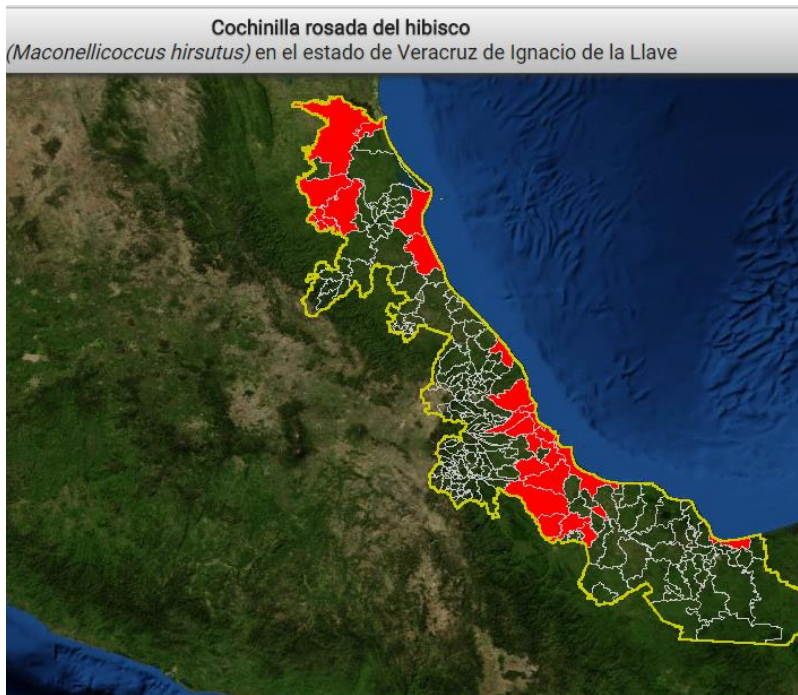 Cochinilla rosada del hibisco
(Maconellicoccus hirsutus) en el estado de Veracruz de Ignacio de la Llave